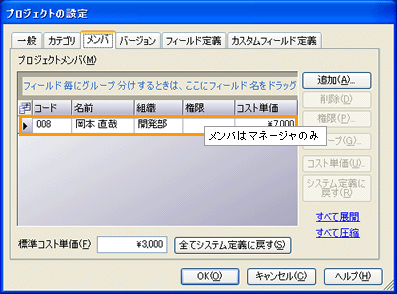 プロジェクトの設定
一般 カテゴリ メンバ バージョン フィールド定義 カスタムフィールド定義
プロジェクトメンバ(M)
フィールド毎にグループ分けするときは、ここにフィールド名をドラッグ
コード 名前 組織 権限 コスト単価
008 岡本 直哉 開発部 ¥7,000
メンバはマネージャのみ
追加(A)...
削除(D)
権限(P)...
ープ(G)...
コスト単価(U)...
システム定義に
戻す(R)
すべて展開
すべて圧縮
標準コスト単価(F) ¥3,000 全てシステム定義に戻す(S)
OK(O) キャンセル(C) ヘルプ(H)